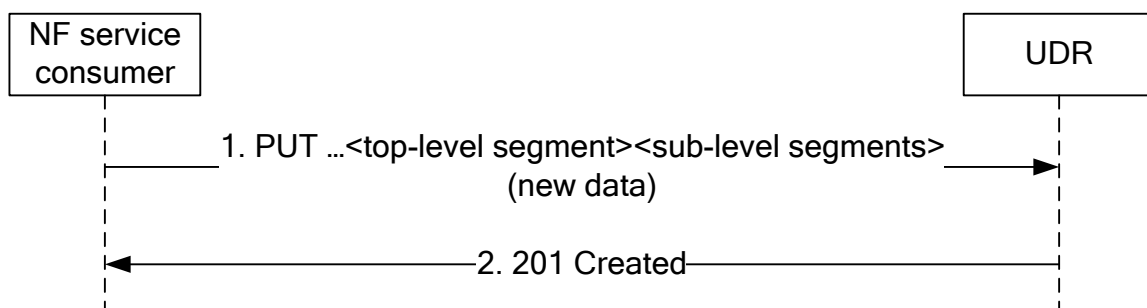 NF service
consumer
UDR
1. PUT …<top-level segment><sub-level segments>
(new data)
2. 201 Created